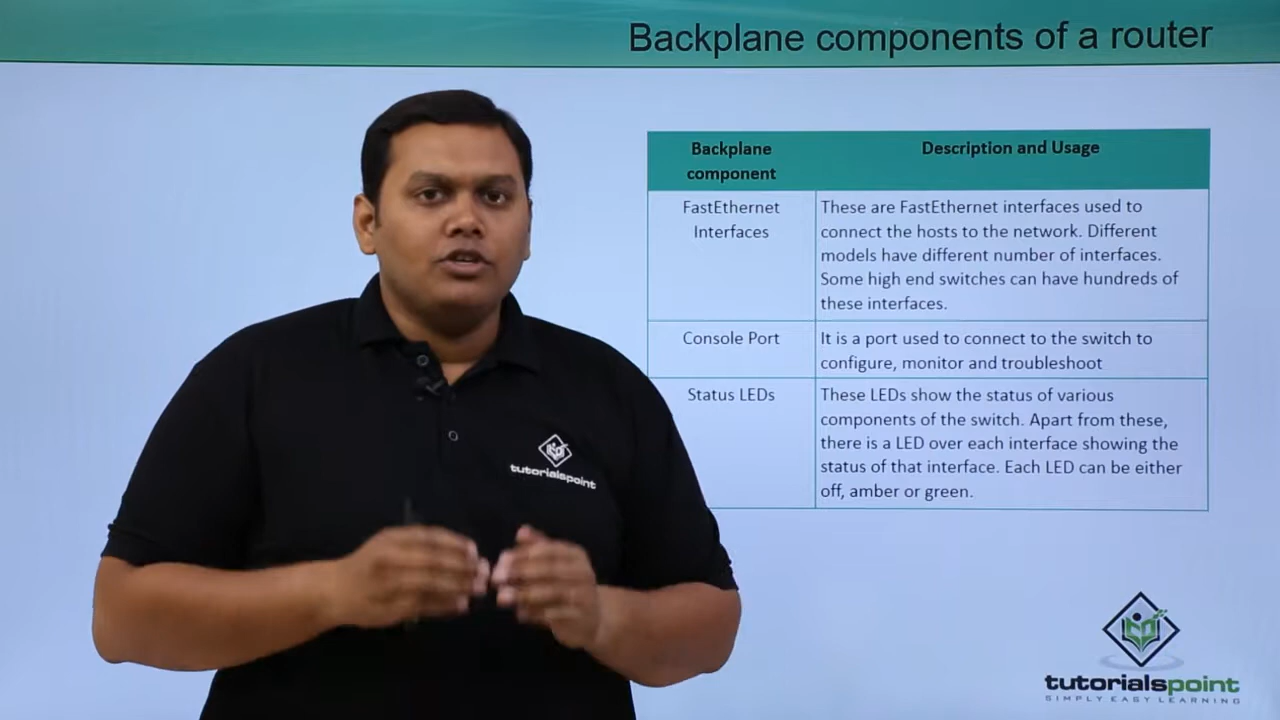 Backplane components of a router
Backplane
component
Description and Usage
FastEthernet
Interfaces
These are FastEthernet interfaces used to
connect the hosts to the network. Different
models have different number of interfaces.
Some high end switches can have hundreds of
these interfaces.
Console Port
It is a port used to connect to the switch to
configure, monitor and troubleshoot
Status LEDs
These LEDs show the status of various
components of the switch. Apart from these,
there is a LED over each interface showing the
status of that interface. Each LED can be either
off, amber or green.
tutorialspoint
tutorialspoint
SIMPLY EASY LEARNING